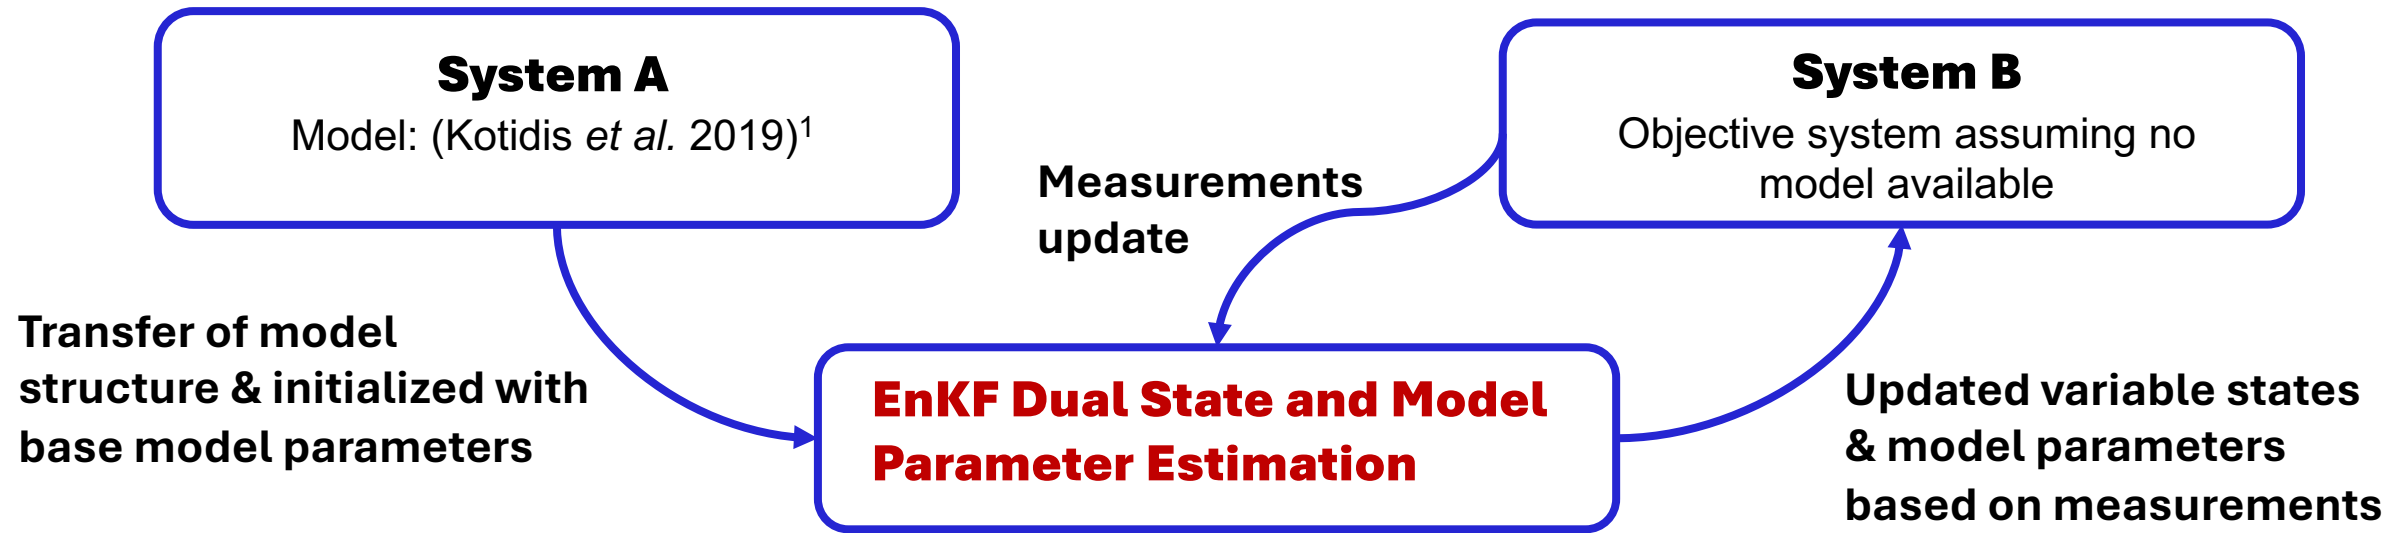 System A
Model: (Kotidis et al. 2019)¹
System B
Objective system assuming no
model available
Measurements
update
Transfer of model
structure & initialized with
base model parameters
EnKF Dual State and Model
Parameter Estimation
Updated variable states
& model parameters
based on measurements